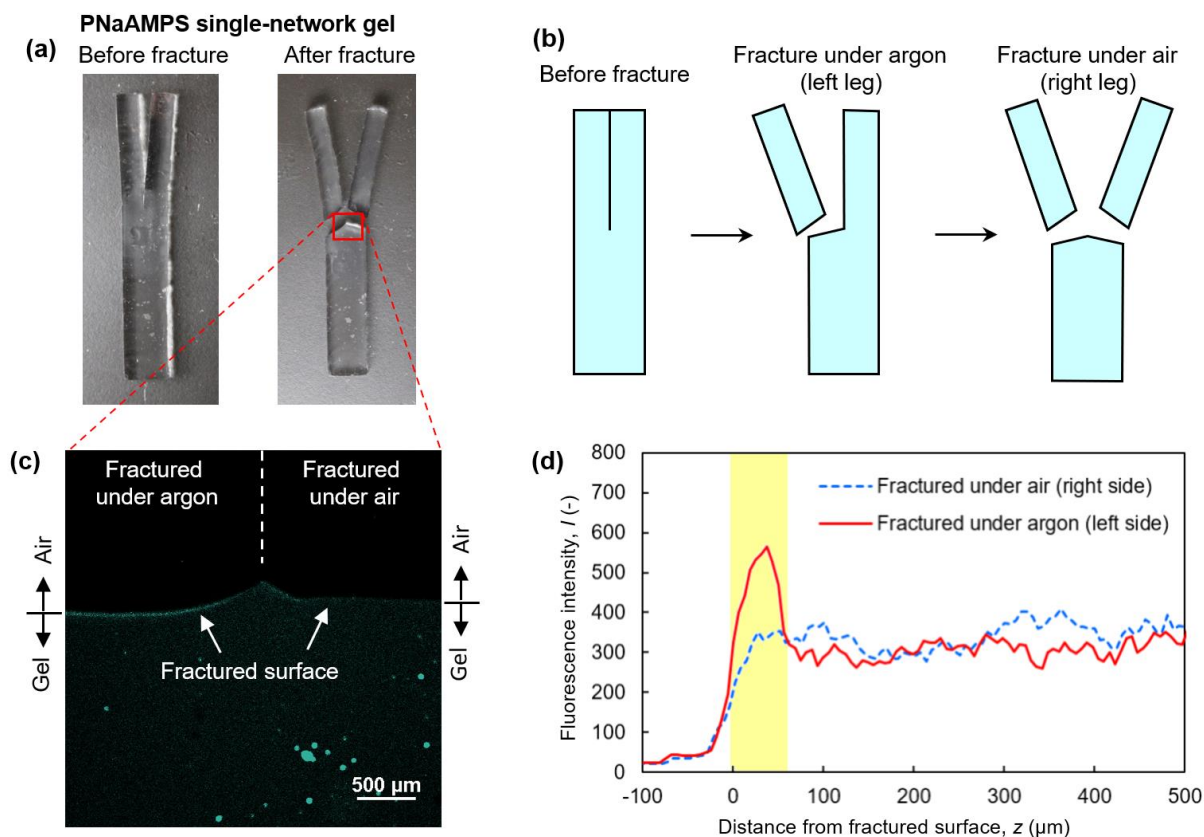 PNaAMPS single-network gel
(a)
Before fracture
After fracture
(b)
Before fracture
Fracture under argon
(left leg)
Fracture under air
(right leg)
(c)
Fractured
under argon
Fractured
under air
Air
Gel
Air
Gel
Fractured surface
500 µm
(d)
Fluorescence intensity, I (-)
800
700
600
500
400
300
200
100
0
Fractured under air (right side)
Fractured under argon (left side)
-100
0
100
200
300
400
500
Distance from fractured surface, z (µm)